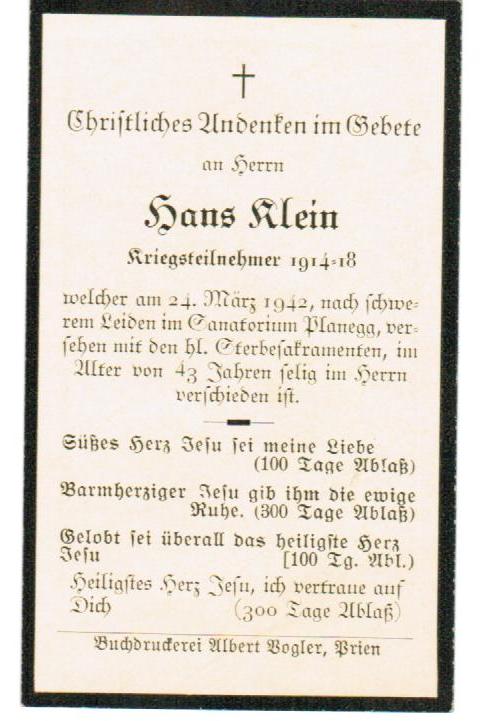 Christliches Andenken im Gebete
an Herrn
Hans Klein
Kriegsteilnehmer 1914=18
welcher am 24. März 1942, nach schwe=
rem Leiden im Sanatorium Planegg, ver=
sehen mit den hl. Sterbesakramenten, im
Alter von 43 Jahren selig im Herrn
verschieden ist.
Süßes Herz Jesu sei meine Liebe
(100 Tage Ablaß)
Barmherziger Jesu gib ihm die ewige
Ruhe. (300 Tage Ablaß)
Gelobt sei überall das heiligste Herz
Jesu [100 Tg. Abl.)
Heiligstes Herz Jesu, ich vertraue auf
Dich (300 Tage Ablaß)
Buchdruckerei Albert Vogler, Prien